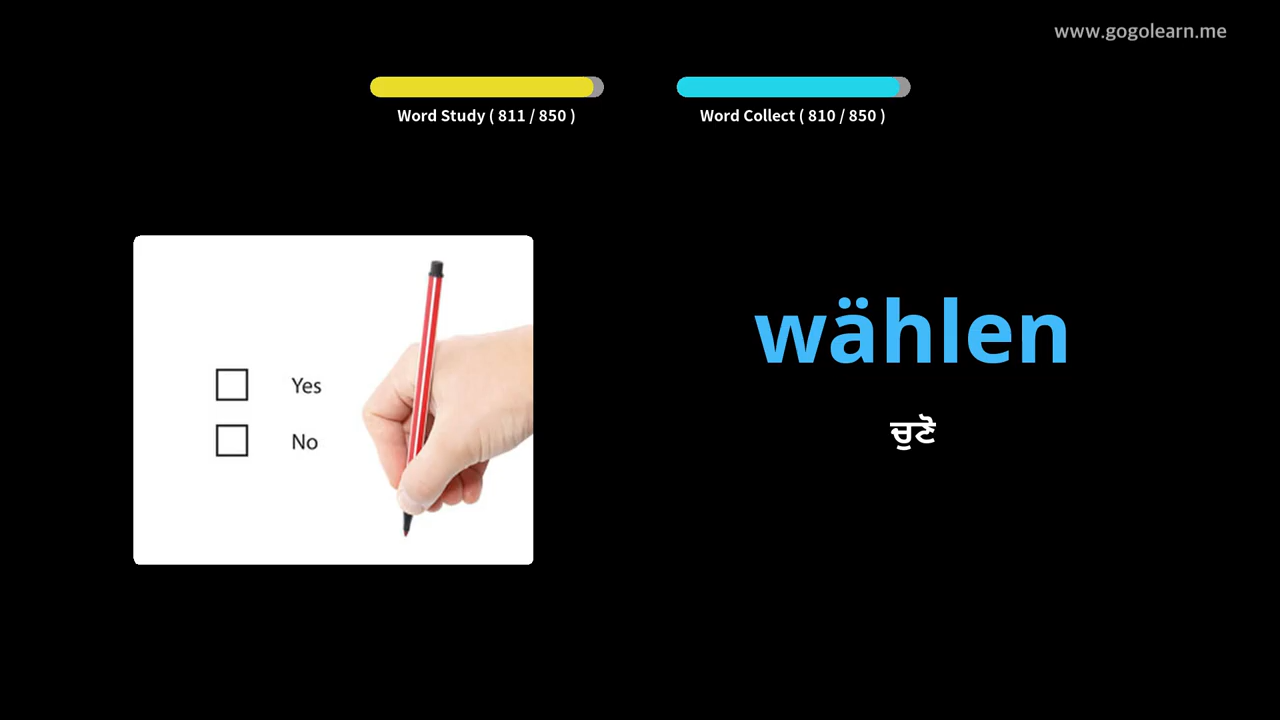 www.gogolearn.me
Word Study ( 811 / 850 )
Word Collect ( 810 / 850 )
Yes
No
wählen
ਚੁਣੋ